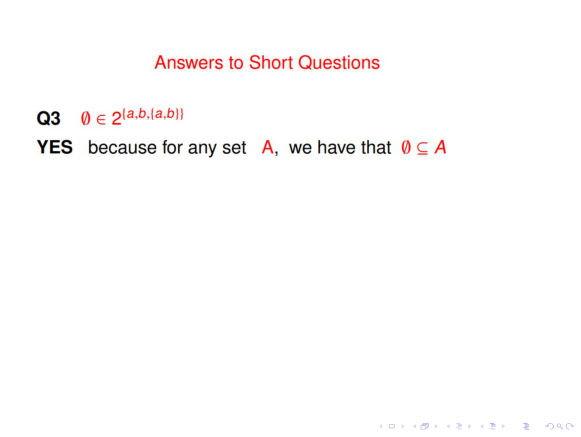 Answers to Short Questions
Q3 ∅ ∈ 2^{a,b,{a,b}}
YES because for any set A, we have that ∅ ⊆ A